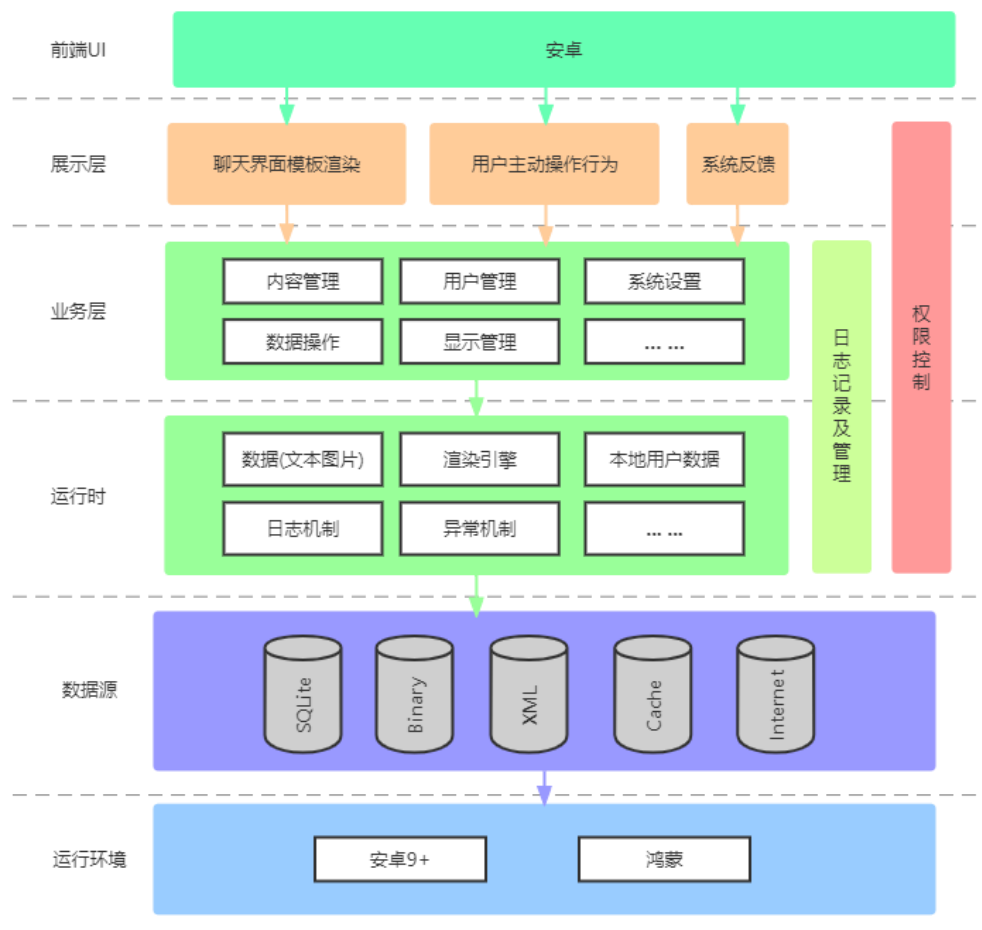 前端UI
安卓
展示层
聊天界面模板渲染
用户主动操作行为
系统反馈
业务层
内容管理
用户管理
系统设置
数据操作
显示管理
... ...
运行时
数据(文本图片)
渲染引擎
本地用户数据
日志机制
异常机制
... ...
日志记录及管理
权限控制
数据源
SQLite
Binary
XML
Cache
Internet
运行环境
安卓9+
鸿蒙